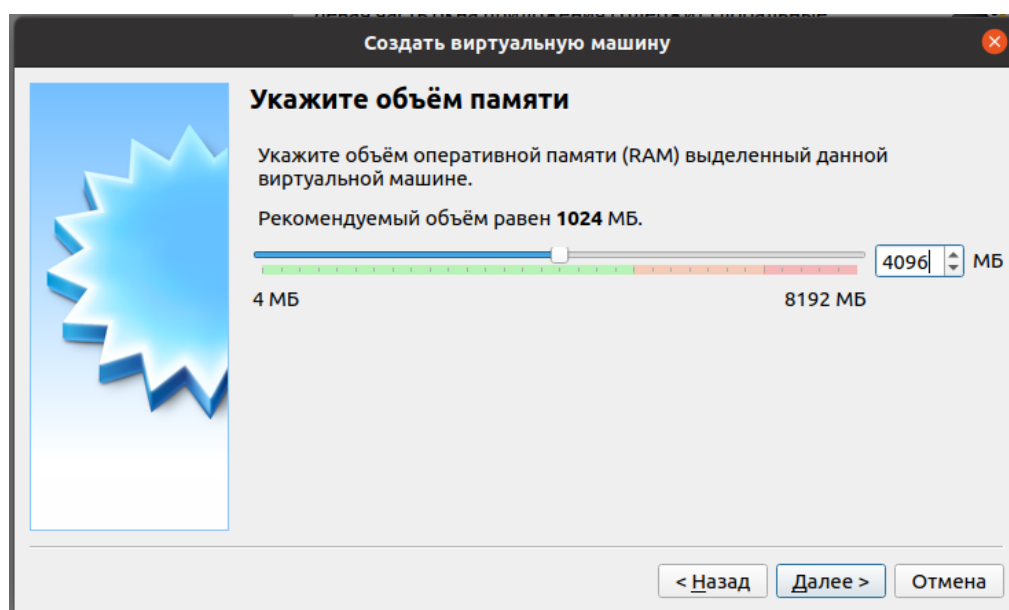 Создать виртуальную машину
Укажите объём памяти
Укажите объём оперативной памяти (RAM) выделенный данной
виртуальной машине.
Рекомендуемый объём равен 1024 МБ.
4096 МБ
4 МБ 8192 МБ
< Назад Далее > Отмена